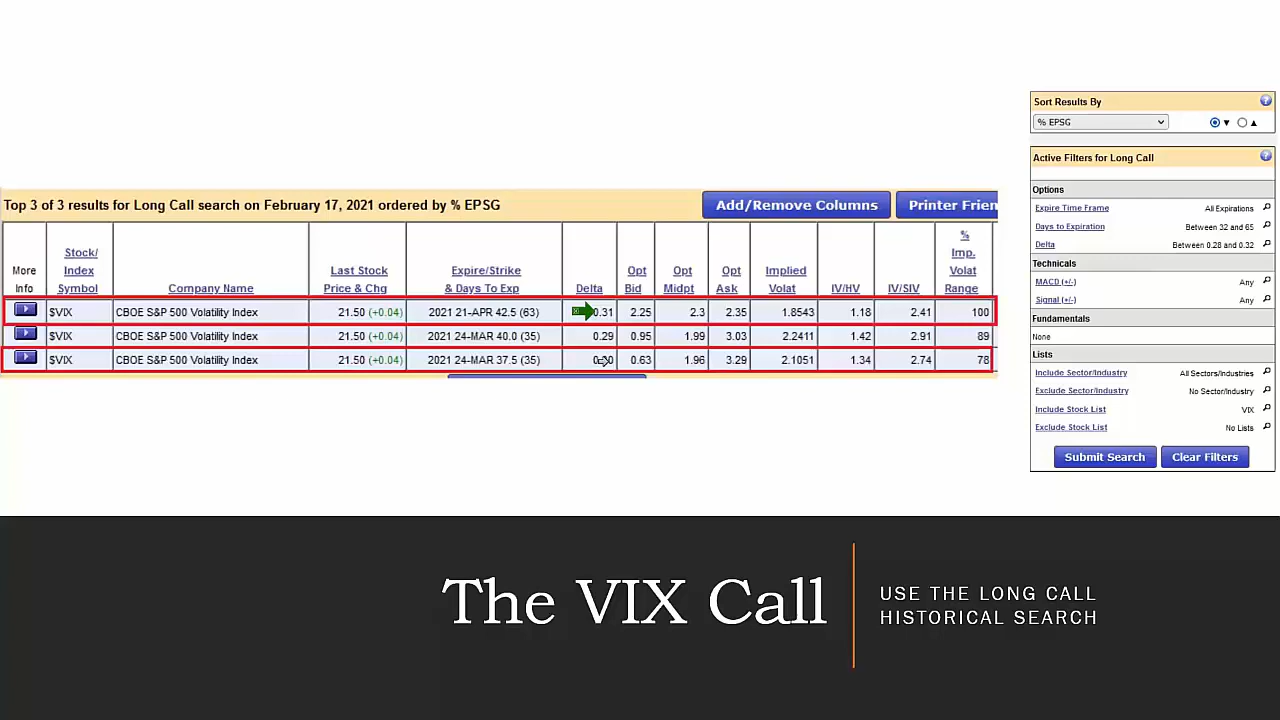 Top 3 of 3 results for Long Call search on February 17, 2021 ordered by % EPSG
Add/Remove Columns
Printer Frien
More Info
Stock/ Index Symbol
Company Name
Last Stock Price & Chg
Expire/Strike & Days To Exp
Delta
Opt Bid
Opt Midpt
Opt Ask
Implied Volat
IV/HV
IV/SIV
% Imp. Volat Range
$VIX CBOE S&P 500 Volatility Index 21.50 (+0.04) 2021 21-APR 42.5 (63) 0.31 2.25 2.3 2.35 1.8543 1.18 2.41 100
$VIX CBOE S&P 500 Volatility Index 21.50 (+0.04) 2021 24-MAR 40.0 (35) 0.29 0.95 1.99 3.03 2.2411 1.42 2.91 89
$VIX CBOE S&P 500 Volatility Index 21.50 (+0.04) 2021 24-MAR 37.5 (35) 0.63 1.96 3.29 2.1051 1.34 2.74 78
Sort Results By
% EPSG
Active Filters for Long Call
Options
Expire Time Frame All Expirations
Days to Expiration Between 32 and 65
Delta Between 0.28 and 0.32
Technicals
MACD (+/-) Any
Signal (+/-) Any
Fundamentals
None
Lists
Include Sector/Industry All Sectors/Industries
Exclude Sector/Industry No Sector/Industry
Include Stock List VIX
Exclude Stock List No Lists
Submit Search Clear Filters
The VIX Call
USE THE LONG CALL
HISTORICAL SEARCH